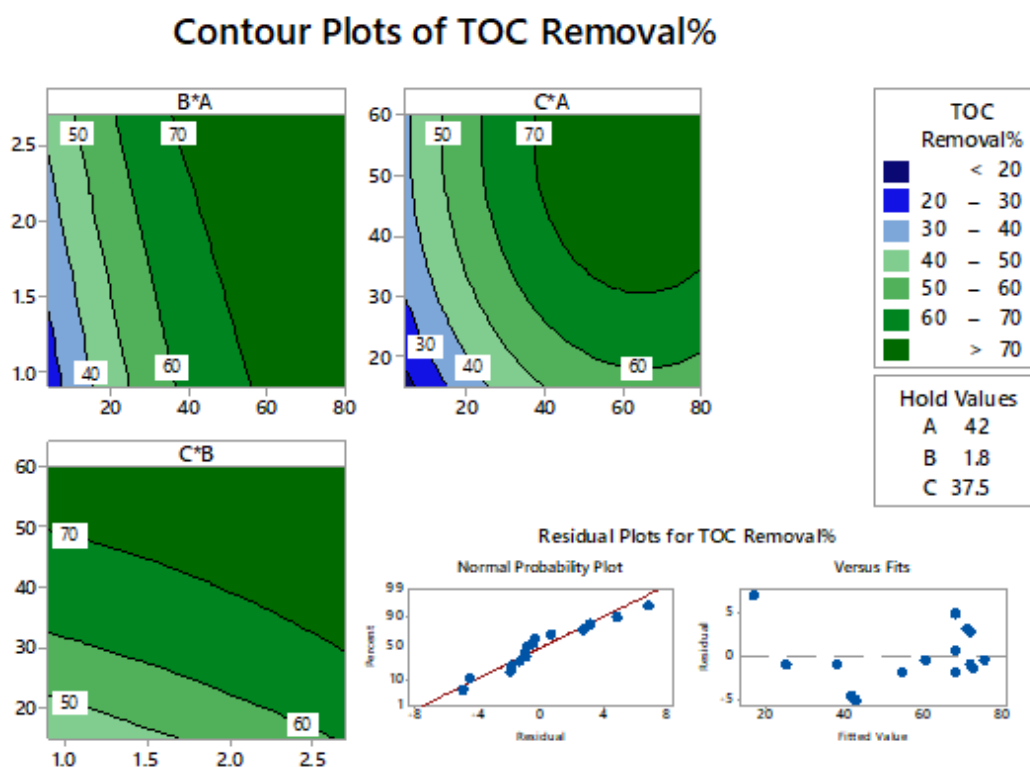 Contour Plots of TOC Removal%
B*A
2.5
2.0
1.5
1.0
50
70
40
60
20 40 60 80
C*A
60
50
40
30
20
50
70
30
40
60
20 40 60 80
TOC
Removal%
< 20
20 – 30
30 – 40
40 – 50
50 – 60
60 – 70
> 70
Hold Values
A 42
B 1.8
C 37.5
C*B
60
50
40
30
20
70
50
60
1.0 1.5 2.0 2.5
Residual Plots for TOC Removal%
Normal Probability Plot
Percent
99
90
50
10
1
-8 -4 0 4 8
Residual
Versus Fits
Residual
5
0
-5
20 40 60 80
Fitted Value